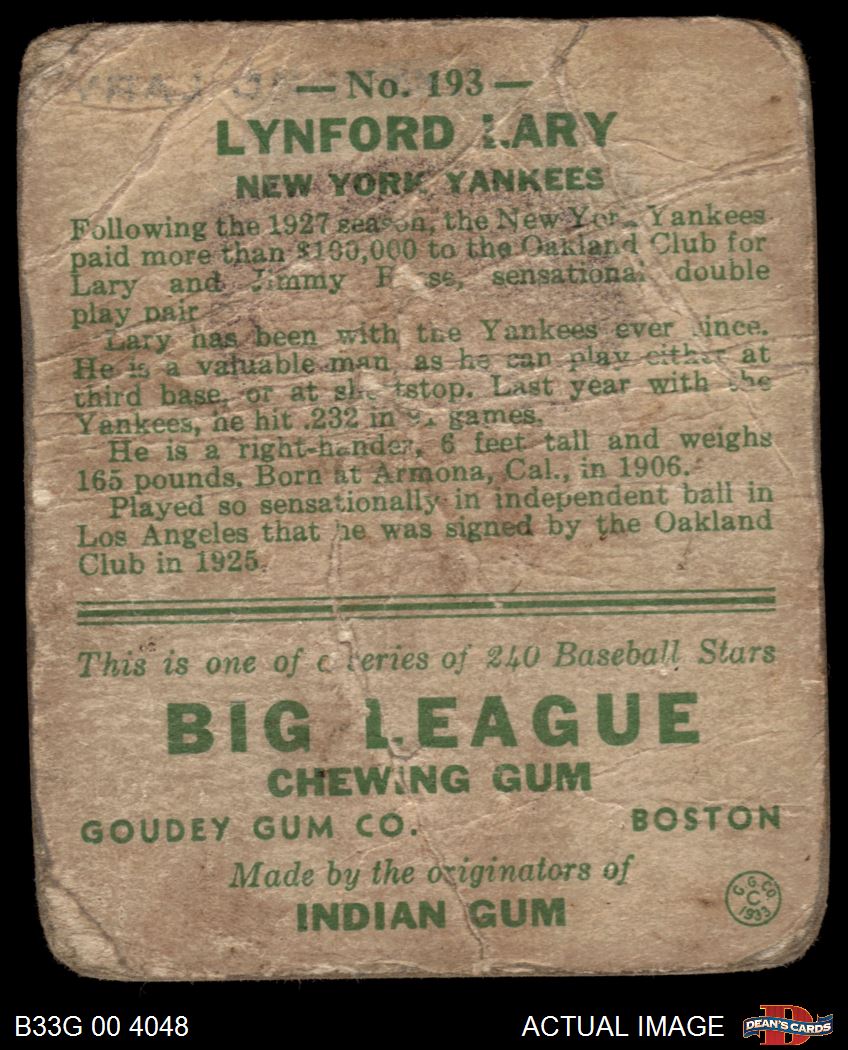 — No. 193 —
LYNFORD LARY
NEW YORK YANKEES
Following the 1927 season, the New York Yankees
paid more than $100,000 to the Oakland Club for
Lary and Jimmy sensational double
play pair
Lary has been with the Yankees ever since.
He is a valuable man, as he can play either at
third base, or at shortstop. Last year with the
Yankees, he hit .232 in games.
He is a right-hander, 6 feet tall and weighs
165 pounds. Born at Armona, Cal., in 1906.
Played so sensationally in independent ball in
Los Angeles that he was signed by the Oakland
Club in 1925.
This is one of a series of 240 Baseball Stars
BIG LEAGUE
CHEWING GUM
GOUDEY GUM CO. BOSTON
Made by the originators of
INDIAN GUM
G. G. CO.
C
1933
B33G 00 4048 ACTUAL IMAGE DEAN'S CARDS